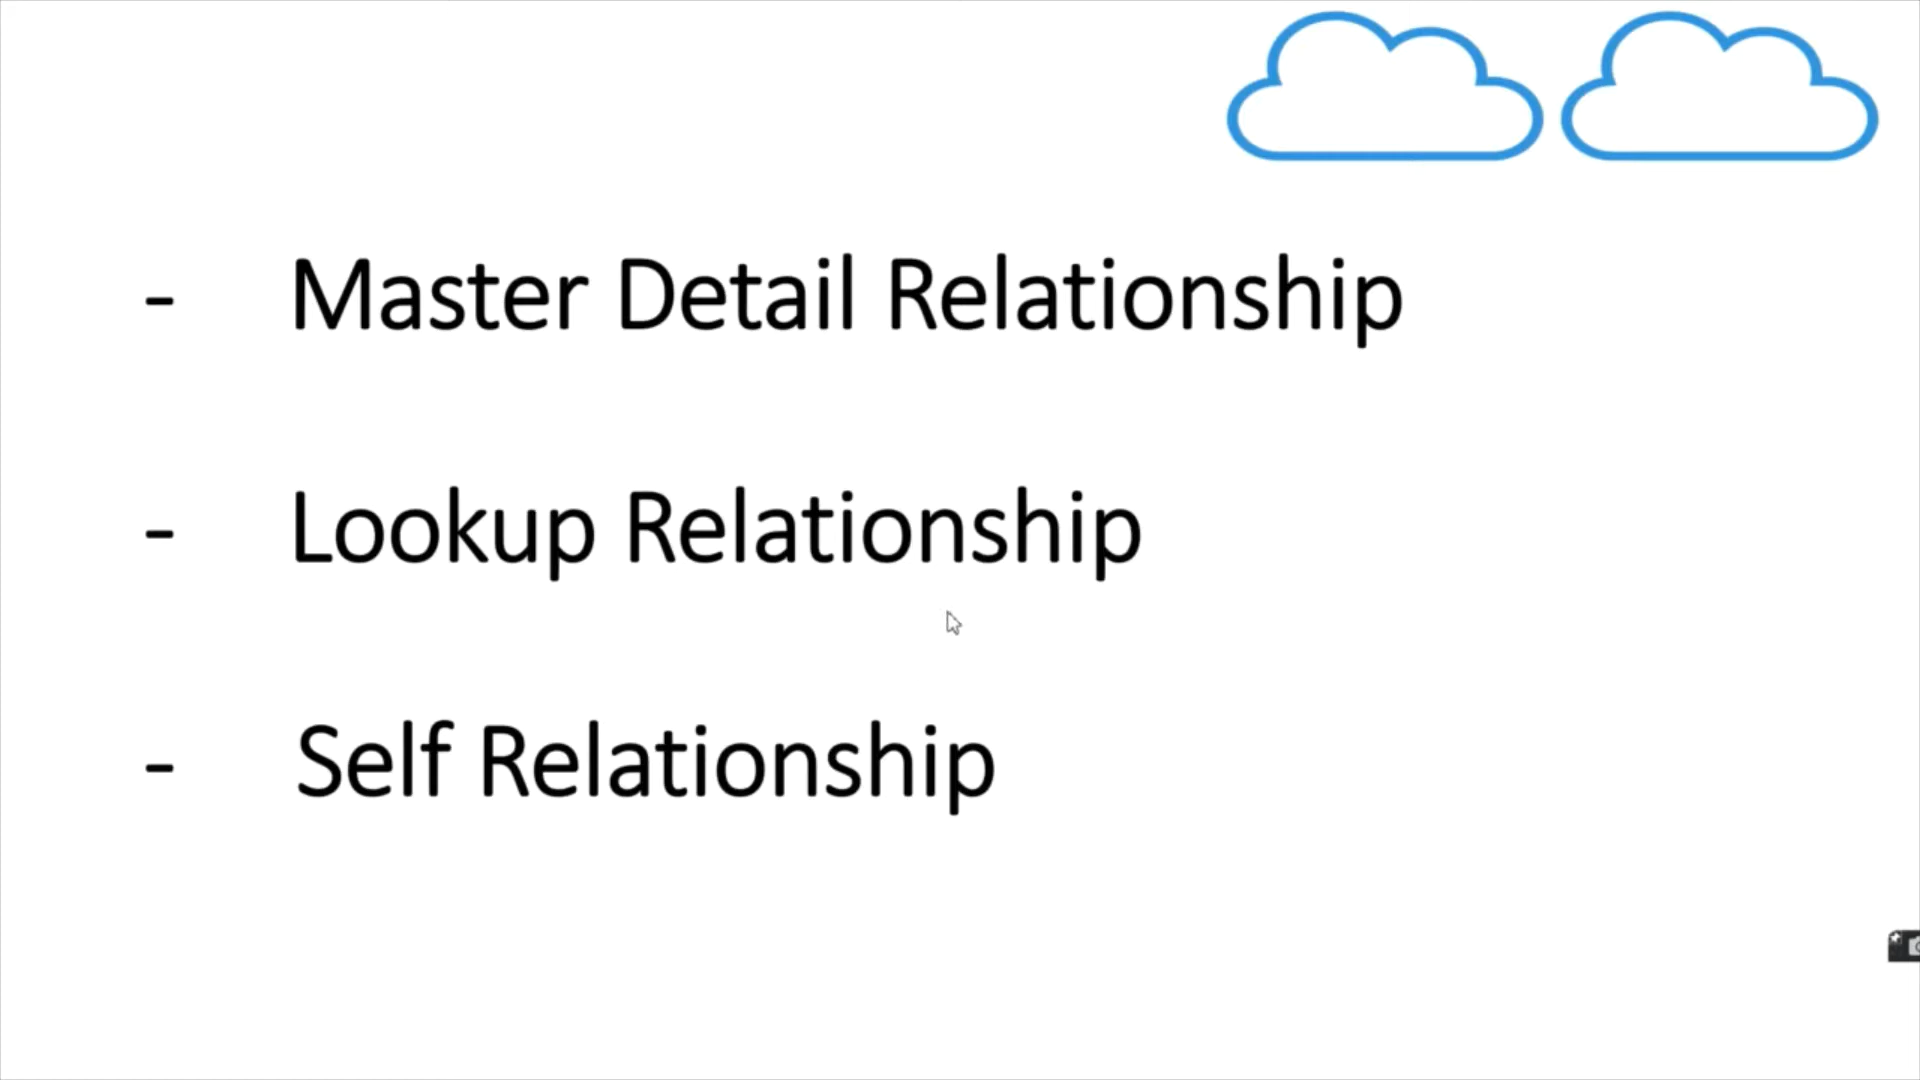 - Master Detail Relationship
- Lookup Relationship
- Self Relationship